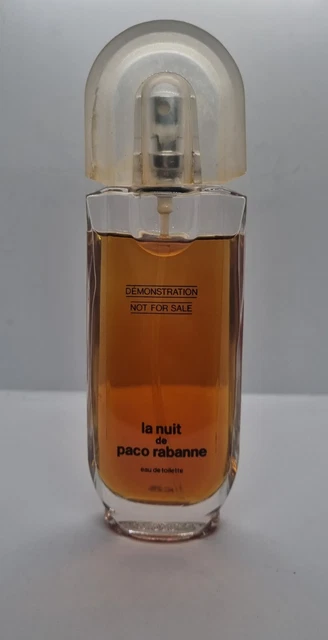 DÉMONSTRATION
NOT FOR SALE
la nuit
de
paco rabanne
eau de toilette